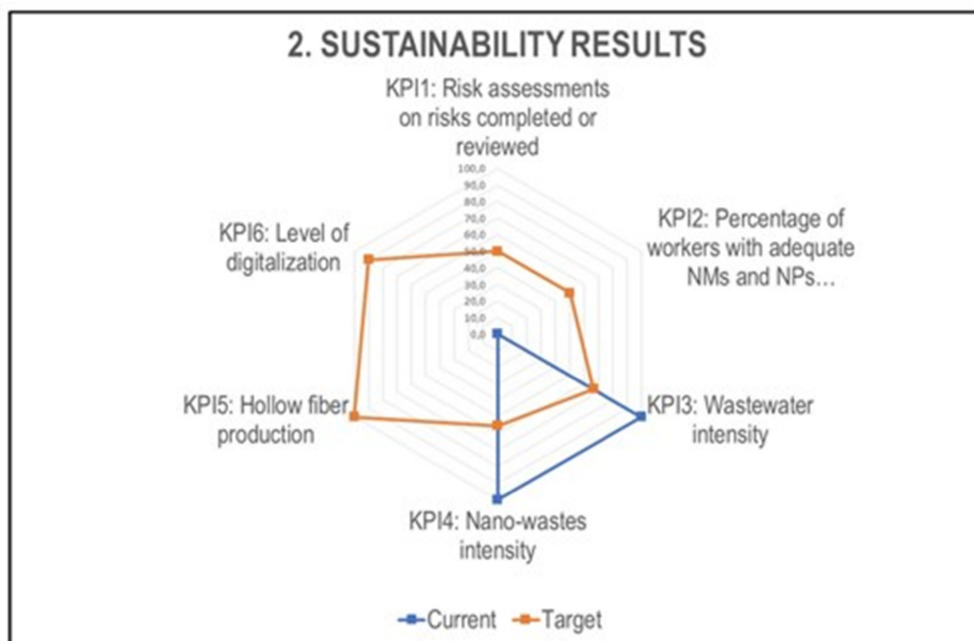 2. SUSTAINABILITY RESULTS
KPI1: Risk assessments
on risks completed or
reviewed
100,0
90,0
80,0
70,0
60,0
50,0
40,0
30,0
20,0
10,0
0,0
KPI2: Percentage of
workers with adequate
NMs and NPs...
KPI6: Level of
digitalization
KPI5: Hollow fiber
production
KPI3: Wastewater
intensity
KPI4: Nano-wastes
intensity
Current Target